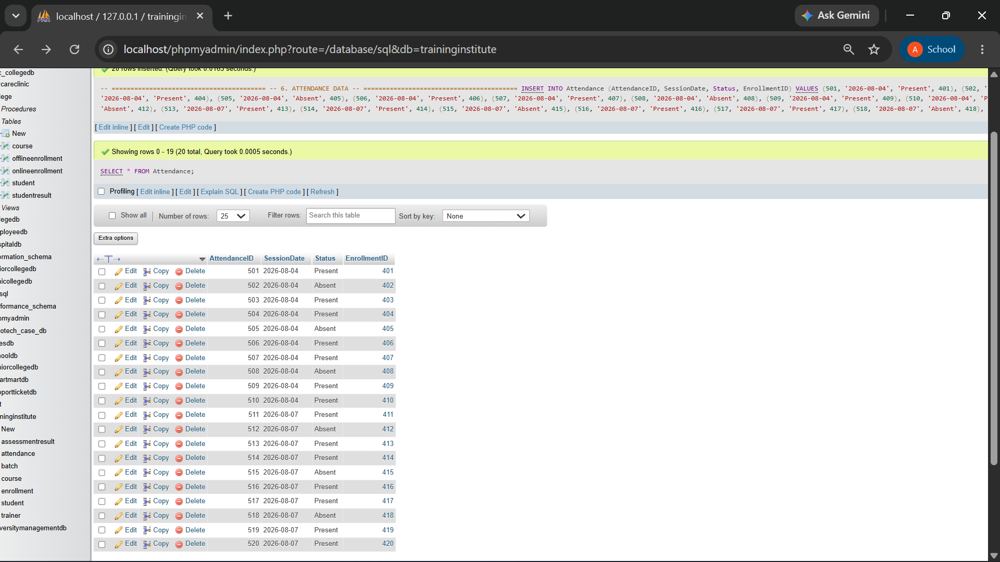 localhost / 127.0.0.1 / trainingin
Ask Gemini
localhost/phpmyadmin/index.php?route=/database/sql&db=traininginstitute
A School
c_collegedb
careclinic
lege
Procedures
Tables
New
course
offlineenrollment
onlineenrollment
student
studentresult
Views
legedb
ployeedb
spitaldb
ormation_schema
iorcollegedb
nicollegedb
sql
formance_schema
omyadmin
otech_case_db
esdb
ooldb
niorcollegedb
artmartdb
pportticketdb
t
ninginstitute
New
assessmentresult
attendance
batch
course
enrollment
student
trainer
versitymanagementdb
20 rows inserted. (Query took 0.0165 seconds.)
-- ===================================== -- 6. ATTENDANCE DATA -- ===================================== INSERT INTO Attendance (AttendanceID, SessionDate, Status, EnrollmentID) VALUES (501, '2026-08-04', 'Present', 401), (502, '
'2026-08-04', 'Present', 404), (505, '2026-08-04', 'Absent', 405), (506, '2026-08-04', 'Present', 406), (507, '2026-08-04', 'Present', 407), (508, '2026-08-04', 'Absent', 408), (509, '2026-08-04', 'Present', 409), (510, '2026-08-04', 'P
'Absent', 412), (513, '2026-08-07', 'Present', 413), (514, '2026-08-07', 'Present', 414), (515, '2026-08-07', 'Absent', 415), (516, '2026-08-07', 'Present', 416), (517, '2026-08-07', 'Present', 417), (518, '2026-08-07', 'Absent', 418),
[ Edit inline ] [ Edit ] [ Create PHP code ]
Showing rows 0 - 19 (20 total, Query took 0.0005 seconds.)
SELECT * FROM Attendance;
Profiling [ Edit inline ] [ Edit ] [ Explain SQL ] [ Create PHP code ] [ Refresh ]
Show all | Number of rows: 25 Filter rows: Search this table Sort by key: None
Extra options
AttendanceID SessionDate Status EnrollmentID
Edit Copy Delete 501 2026-08-04 Present 401
Edit Copy Delete 502 2026-08-04 Absent 402
Edit Copy Delete 503 2026-08-04 Present 403
Edit Copy Delete 504 2026-08-04 Present 404
Edit Copy Delete 505 2026-08-04 Absent 405
Edit Copy Delete 506 2026-08-04 Present 406
Edit Copy Delete 507 2026-08-04 Present 407
Edit Copy Delete 508 2026-08-04 Absent 408
Edit Copy Delete 509 2026-08-04 Present 409
Edit Copy Delete 510 2026-08-04 Present 410
Edit Copy Delete 511 2026-08-07 Present 411
Edit Copy Delete 512 2026-08-07 Absent 412
Edit Copy Delete 513 2026-08-07 Present 413
Edit Copy Delete 514 2026-08-07 Present 414
Edit Copy Delete 515 2026-08-07 Absent 415
Edit Copy Delete 516 2026-08-07 Present 416
Edit Copy Delete 517 2026-08-07 Present 417
Edit Copy Delete 518 2026-08-07 Absent 418
Edit Copy Delete 519 2026-08-07 Present 419
Edit Copy Delete 520 2026-08-07 Present 420